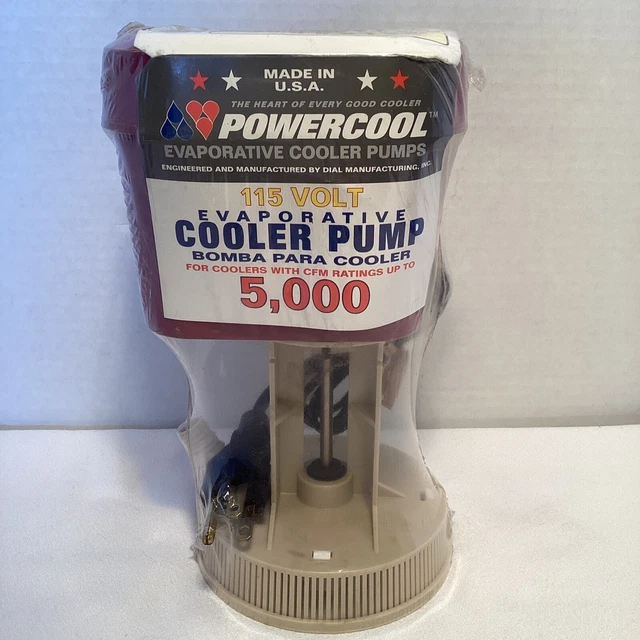 MADE IN
U.S.A.
THE HEART OF EVERY GOOD COOLER
POWERCOOL™
EVAPORATIVE COOLER PUMPS
ENGINEERED AND MANUFACTURED BY DIAL MANUFACTURING, INC.
115 VOLT
EVAPORATIVE
COOLER PUMP
BOMBA PARA COOLER
FOR COOLERS WITH CFM RATINGS UP TO
5,000